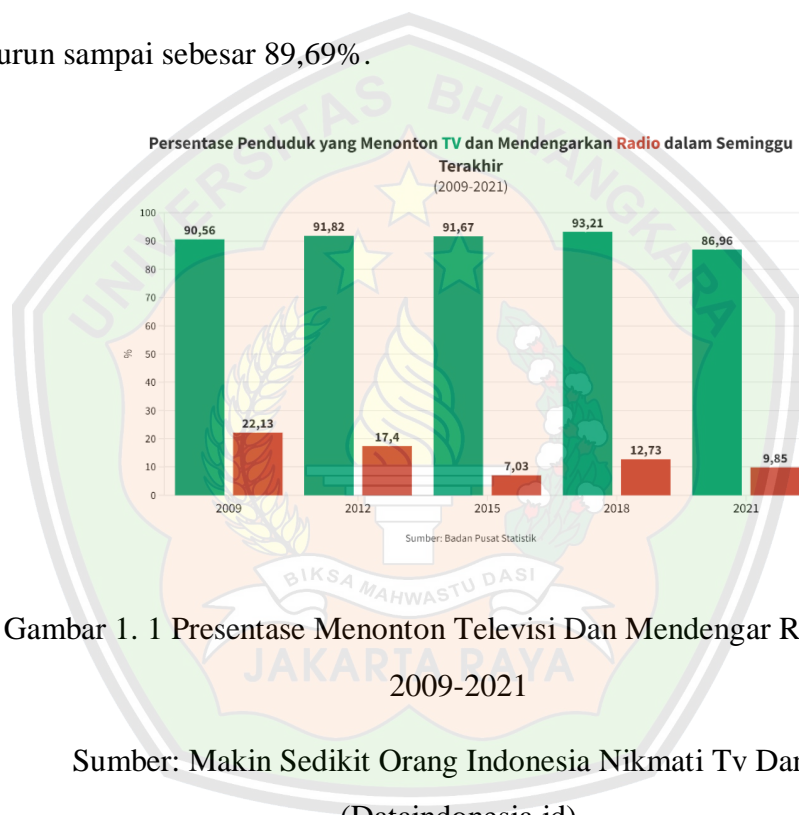 urun sampai sebesar 89,69%.
Persentase Penduduk yang Menonton TV dan Mendengarkan Radio dalam Seminggu
Terakhir
(2009-2021)
100
90
80
70
60
50
40
30
20
10
0
%
90,56 22,13
91,82 17,4
91,67 7,03
93,21 12,73
86,96 9,85
2009 2012 2015 2018 2021
Sumber: Badan Pusat Statistik
UNIVERSITAS BHAYANGKARA
BIKSA MAHWASTU DASI
JAKARTA RAYA
Gambar 1. 1 Presentase Menonton Televisi Dan Mendengar R
2009-2021
Sumber: Makin Sedikit Orang Indonesia Nikmati Tv Dan
(Dataindonesia.id)